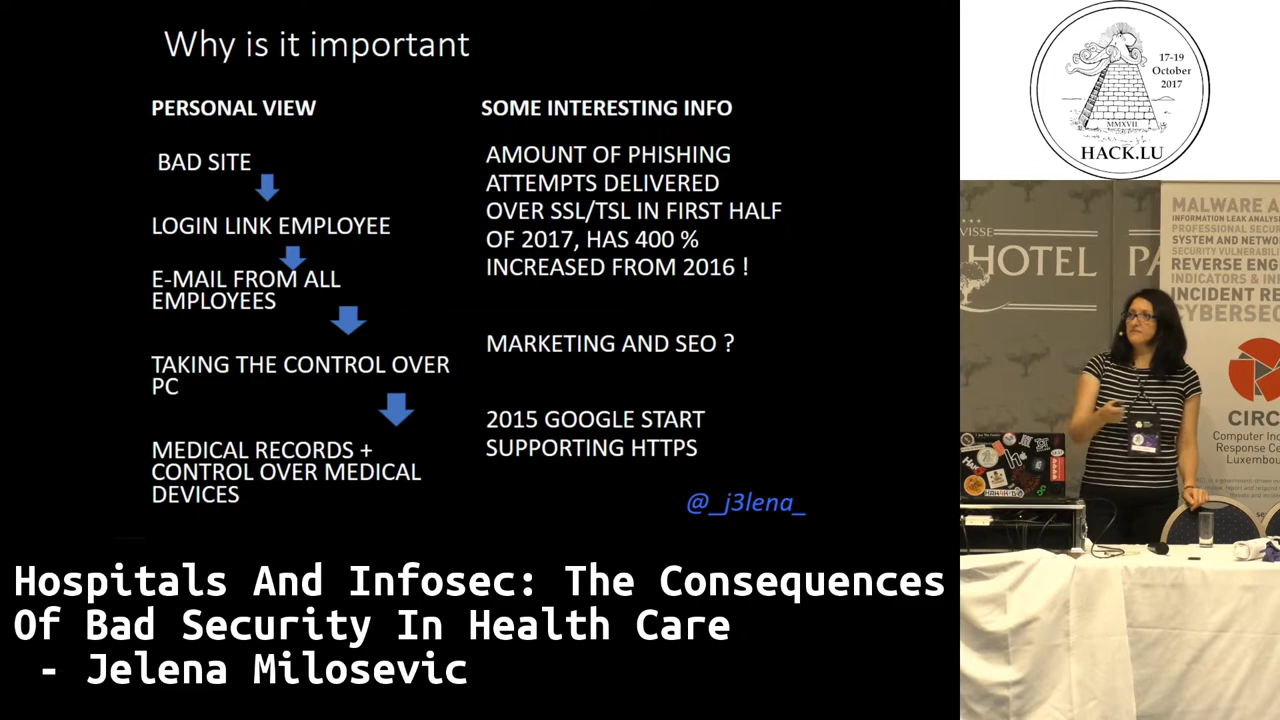 Why is it important
PERSONAL VIEW
BAD SITE
LOGIN LINK EMPLOYEE
E-MAIL FROM ALL
EMPLOYEES
TAKING THE CONTROL OVER
PC
MEDICAL RECORDS +
CONTROL OVER MEDICAL
DEVICES
SOME INTERESTING INFO
AMOUNT OF PHISHING
ATTEMPTS DELIVERED
OVER SSL/TSL IN FIRST HALF
OF 2017, HAS 400 %
INCREASED FROM 2016 !
MARKETING AND SEO ?
2015 GOOGLE START
SUPPORTING HTTPS
@_j3lena_
Hospitals And Infosec: The Consequences
Of Bad Security In Health Care
- Jelena Milosevic
17-19
October
2017
MMXVII
HACK.LU
VISSE
HOTEL
PA
MALWARE A
INFORMATION LEAK ANALYS
PROFESSIONAL SECUR
SYSTEM AND NETWOR
SECURITY VULNERABILI
REVERSE ENG
INDICATORS & IN
INCIDENT RE
CYBERSEC
CIRC
Computer Inc
Response Ce
Luxembou